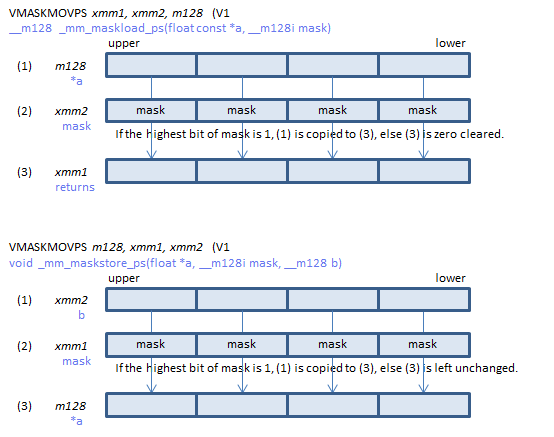 VMASKMOVPS xmm1, xmm2, m128 (V1
__m128 _mm_maskload_ps(float const *a, __m128i mask)
upper lower
(1) m128
*a
(2) xmm2 mask mask mask mask
mask
If the highest bit of mask is 1, (1) is copied to (3), else (3) is zero cleared.
(3) xmm1
returns
VMASKMOVPS m128, xmm1, xmm2 (V1
void _mm_maskstore_ps(float *a, __m128i mask, __m128 b)
upper lower
(1) xmm2
b
(2) xmm1 mask mask mask mask
mask
If the highest bit of mask is 1, (1) is copied to (3), else (3) is left unchanged.
(3) m128
*a